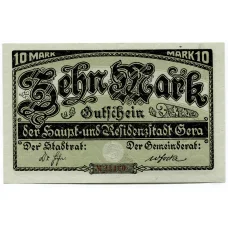 10 MARK MARK 10
Zehn Mark
Gutschein
der Haupt- und Residenzstadt Gera
Der Stadtrat: Der Gemeinderat: